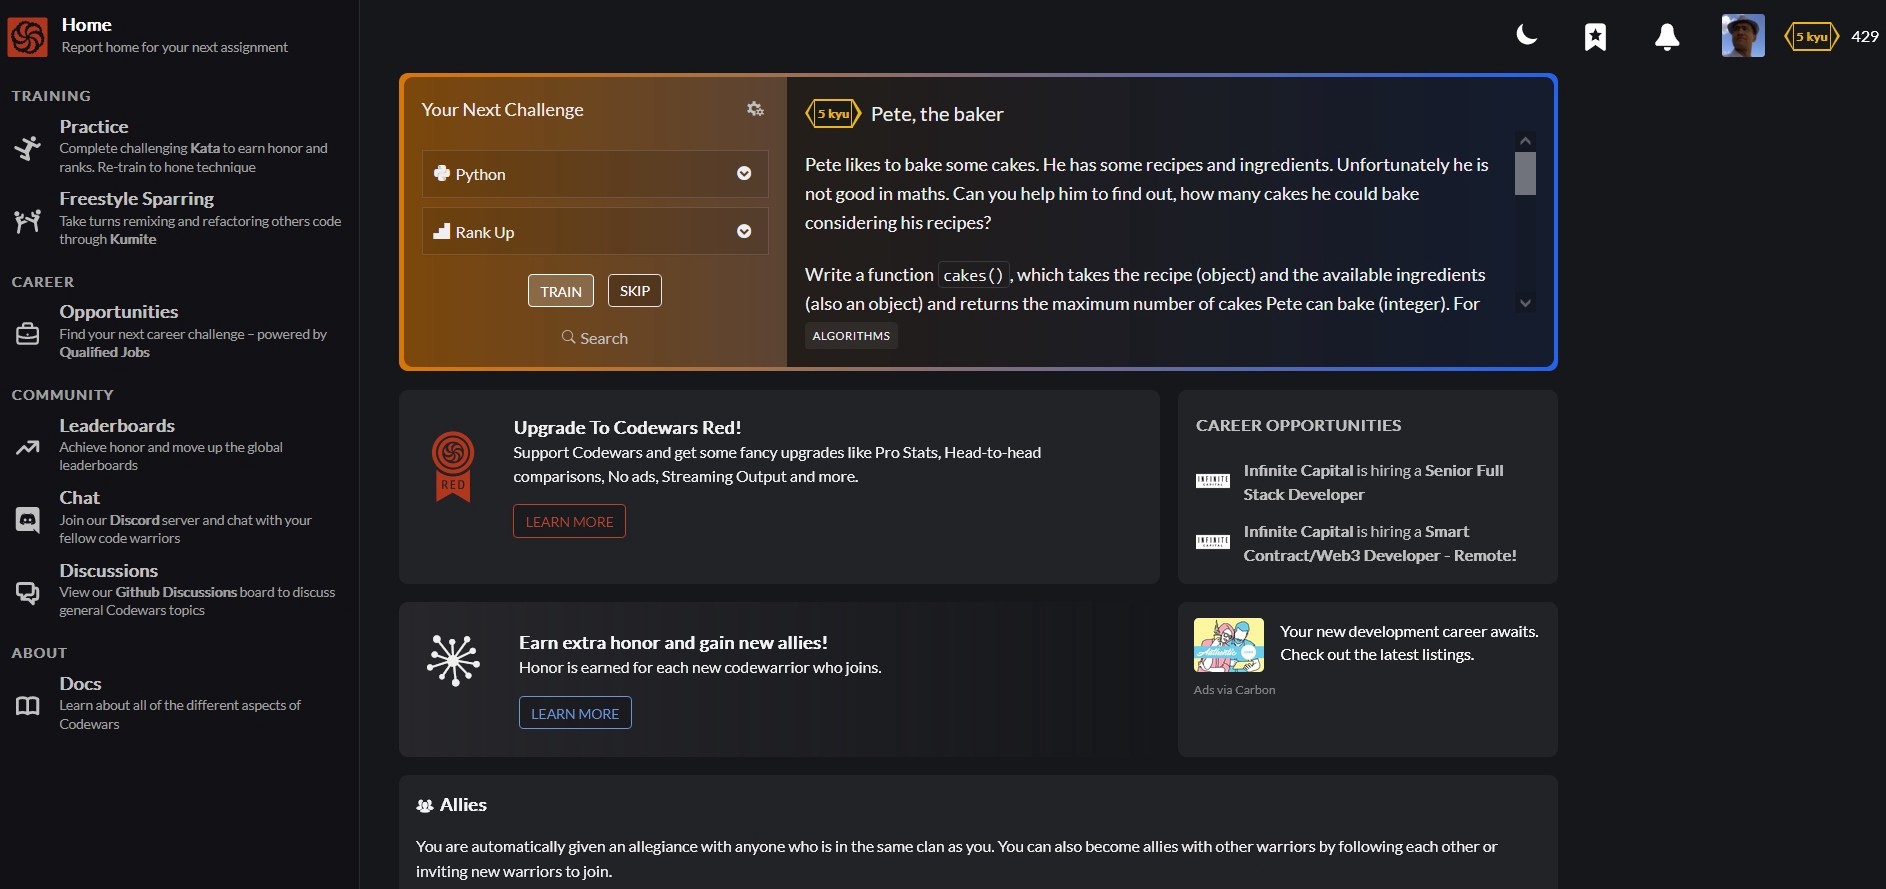 Home
Report home for your next assignment
TRAINING
Practice
Complete challenging Kata to earn honor and
ranks. Re-train to hone technique
Freestyle Sparring
Take turns remixing and refactoring others code
through Kumite
CAREER
Opportunities
Find your next career challenge – powered by
Qualified Jobs
COMMUNITY
Leaderboards
Achieve honor and move up the global
leaderboards
Chat
Join our Discord server and chat with your
fellow code warriors
Discussions
View our Github Discussions board to discuss
general Codewars topics
ABOUT
Docs
Learn about all of the different aspects of
Codewars
5 kyu 429
Your Next Challenge
Python
Rank Up
TRAIN SKIP
Search
5 kyu Pete, the baker
Pete likes to bake some cakes. He has some recipes and ingredients. Unfortunately he is
not good in maths. Can you help him to find out, how many cakes he could bake
considering his recipes?
Write a function cakes(), which takes the recipe (object) and the available ingredients
(also an object) and returns the maximum number of cakes Pete can bake (integer). For
ALGORITHMS
RED
Upgrade To Codewars Red!
Support Codewars and get some fancy upgrades like Pro Stats, Head-to-head
comparisons, No ads, Streaming Output and more.
LEARN MORE
CAREER OPPORTUNITIES
INFINITE
CAPITAL
Infinite Capital is hiring a Senior Full
Stack Developer
INFINITE
CAPITAL
Infinite Capital is hiring a Smart
Contract/Web3 Developer - Remote!
Earn extra honor and gain new allies!
Honor is earned for each new codewarrior who joins.
LEARN MORE
Authentic
Your new development career awaits.
Check out the latest listings.
Ads via Carbon
Allies
You are automatically given an allegiance with anyone who is in the same clan as you. You can also become allies with other warriors by following each other or
inviting new warriors to join.